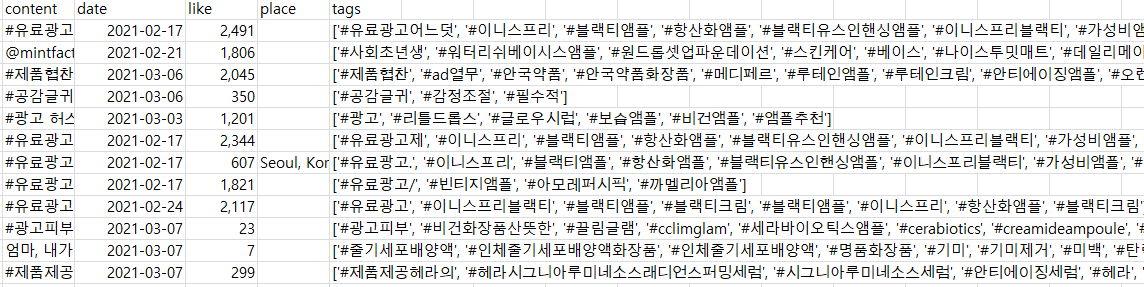 content date like place tags
#유료광고 2021-02-17 2,491 ['#유료광고어느덧', '#이니스프리', '#블랙티앰플', '#항산화앰플', '#블랙티유스인핸싱앰플', '#이니스프리블랙티', '#가성비앰
@mintfact 2021-02-21 1,806 ['#사회초년생', '#워터리쉬베이시스앰플', '#원드롭셋업파운데이션', '#스킨케어', '#베이스', '#나이스투밋매트', '#데일리메이
#제품협찬 2021-03-06 2,045 ['#제품협찬', '#ad열무', '#안국약품', '#안국약품화장품', '#메디페르', '#루테인앰플', '#루테인크림', '#안티에이징앰플', '#오런
#공감글귀 2021-03-06 350 ['#공감글귀', '#감정조절', '#필수적']
#광고 허스 2021-03-03 1,201 ['#광고', '#리틀드롭스', '#글로우시럽', '#보습앰플', '#비건앰플', '#앰플추천']
#유료광고 2021-02-17 2,344 ['#유료광고제', '#이니스프리', '#블랙티앰플', '#항산화앰플', '#블랙티유스인핸싱앰플', '#이니스프리블랙티', '#가성비앰플',
#유료광고 2021-02-17 607 Seoul, Kor ['#유료광고.', '#이니스프리', '#블랙티앰플', '#항산화앰플', '#블랙티유스인핸싱앰플', '#이니스프리블랙티', '#가성비앰플', '#
#유료광고 2021-02-17 1,821 ['#유료광고/', '#빈티지앰플', '#아모레퍼시픽', '#까멜리아앰플']
#유료광고 2021-02-24 2,117 ['#유료광고', '#이니스프리블랙티', '#블랙티앰플', '#블랙티크림', '#블랙티앰플', '#이니스프리', '#항산화앰플', '#블랙티크림'
#광고피부 2021-03-07 23 ['#광고피부', '#비건화장품산뜻한', '#끌림글램', '#cclimglam', '#세라바이오틱스앰플', '#cerabiotics', '#creamideampoule', '#
엄마, 내가 2021-03-07 7 ['#줄기세포배양액', '#인체줄기세포배양액화장품', '#인체줄기세포배양액', '#명품화장품', '#기미', '#기미제거', '#미백', '#탄
#제품제공 2021-03-07 299 ['#제품제공헤라의', '#헤라시그니아루미네소스래디언스퍼밍세럼', '#시그니아루미네소스세럼', '#안티에이징세럼', '#헤라', '